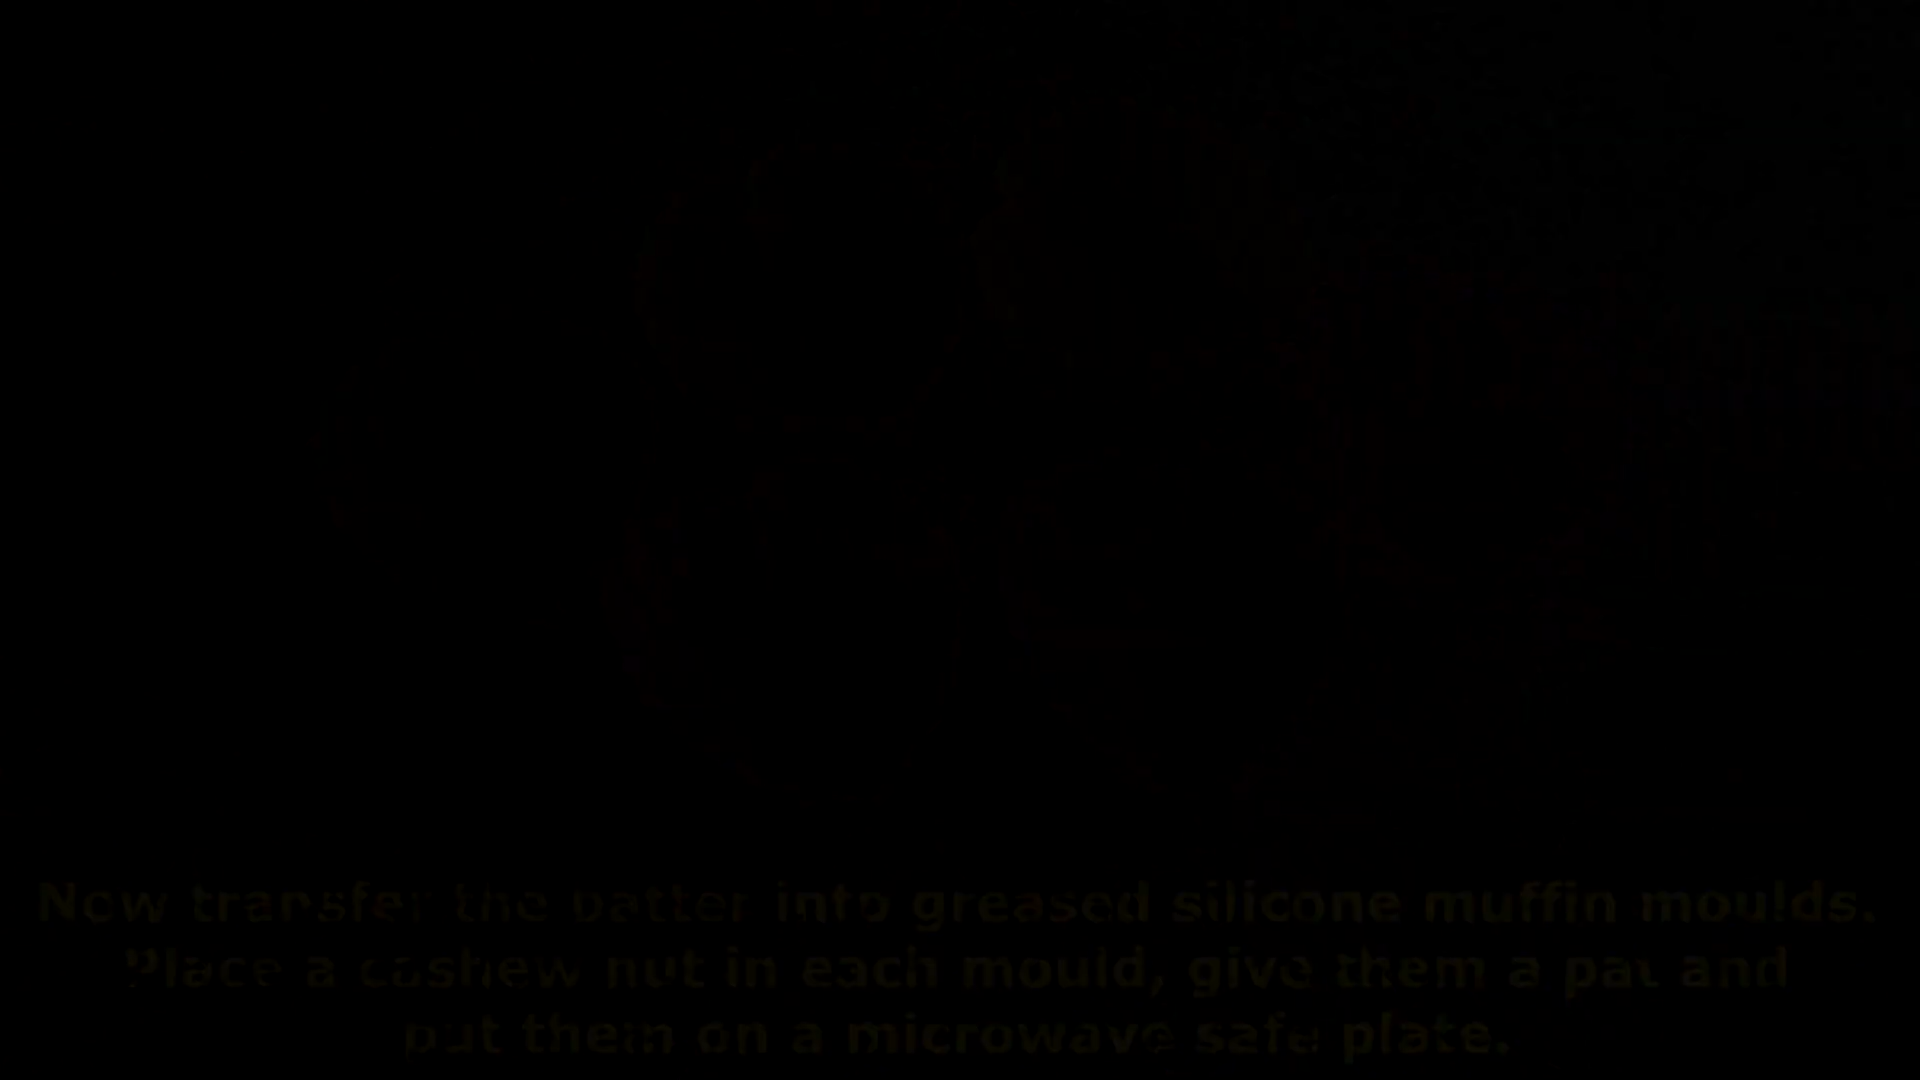 Now transfer the batter into greased silicone muffin moulds.
Place a cashew nut in each mould, give them a pat and
put them on a microwave safe plate.